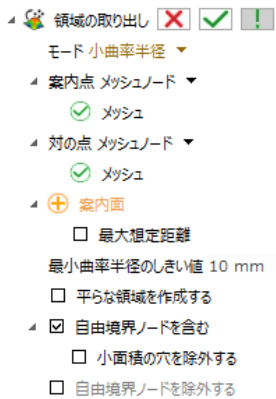 領域の取り出し
モード 小曲率半径
案内点 メッシュノード
メッシュ
対の点 メッシュノード
メッシュ
案内面
最大想定距離
最小曲率半径のしきい値 10 mm
平らな領域を作成する
自由境界ノードを含む
小面積の穴を除外する
自由境界ノードを除外する